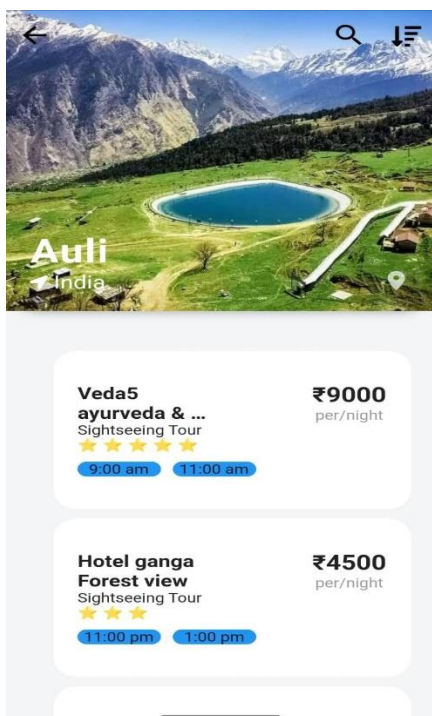 Auli
India
Veda5
ayurveda & ...
₹9000
per/night
Sightseeing Tour
9:00 am 11:00 am
Hotel ganga
Forest view
₹4500
per/night
Sightseeing Tour
11:00 pm 1:00 pm